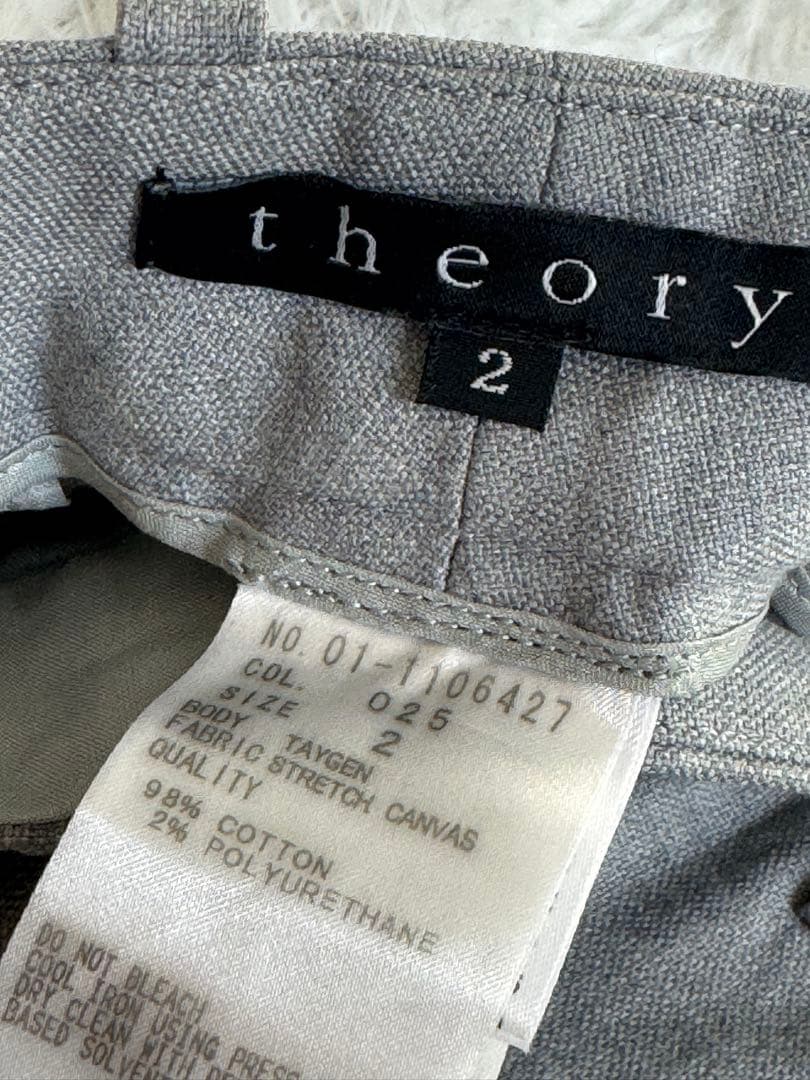 theory
2
NO. 01-1106427
COL. 025
SIZE 2
BODY TAYGEN
FABRIC STRETCH CANVAS
QUALITY
98% COTTON
2% POLYURETHANE
DO NOT BLEACH
COOL IRON USING PRESS
DRY CLEAN WITH
BASED SOLVENT